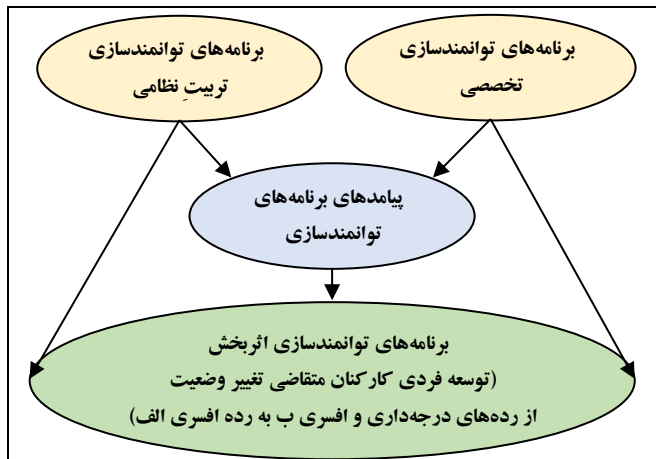 برنامه‌های توانمندسازی
تخصصی
برنامه‌های توانمندسازی
تربیتِ نظامی
پیامدهای برنامه‌های
توانمندسازی
برنامه‌های توانمندسازی اثربخش
(توسعه فردی کارکنان متقاضی تغییر وضعیت
از رده‌های درجه‌داری و افسری ب به رده افسری الف)